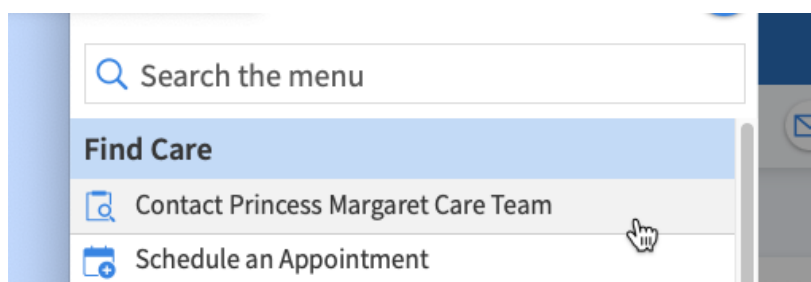 Search the menu
Find Care
Contact Princess Margaret Care Team
Schedule an Appointment